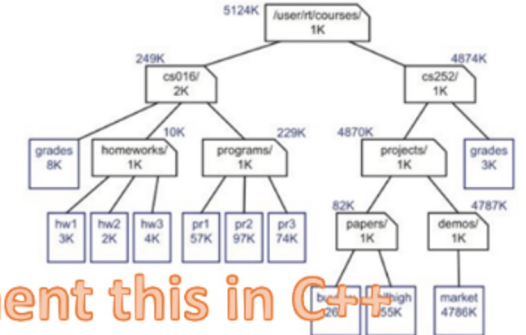 5124K
/user/rt/courses/
1K
249K
cs016/
2K
4874K
cs252/
1K
grades
8K
10K
homeworks/
1K
229K
programs/
1K
4870K
projects/
1K
grades
3K
hw1
3K
hw2
2K
hw3
4K
pr1
57K
pr2
97K
pr3
74K
82K
papers/
1K
4787K
demos/
1K
55K
market
4786K
this in C++